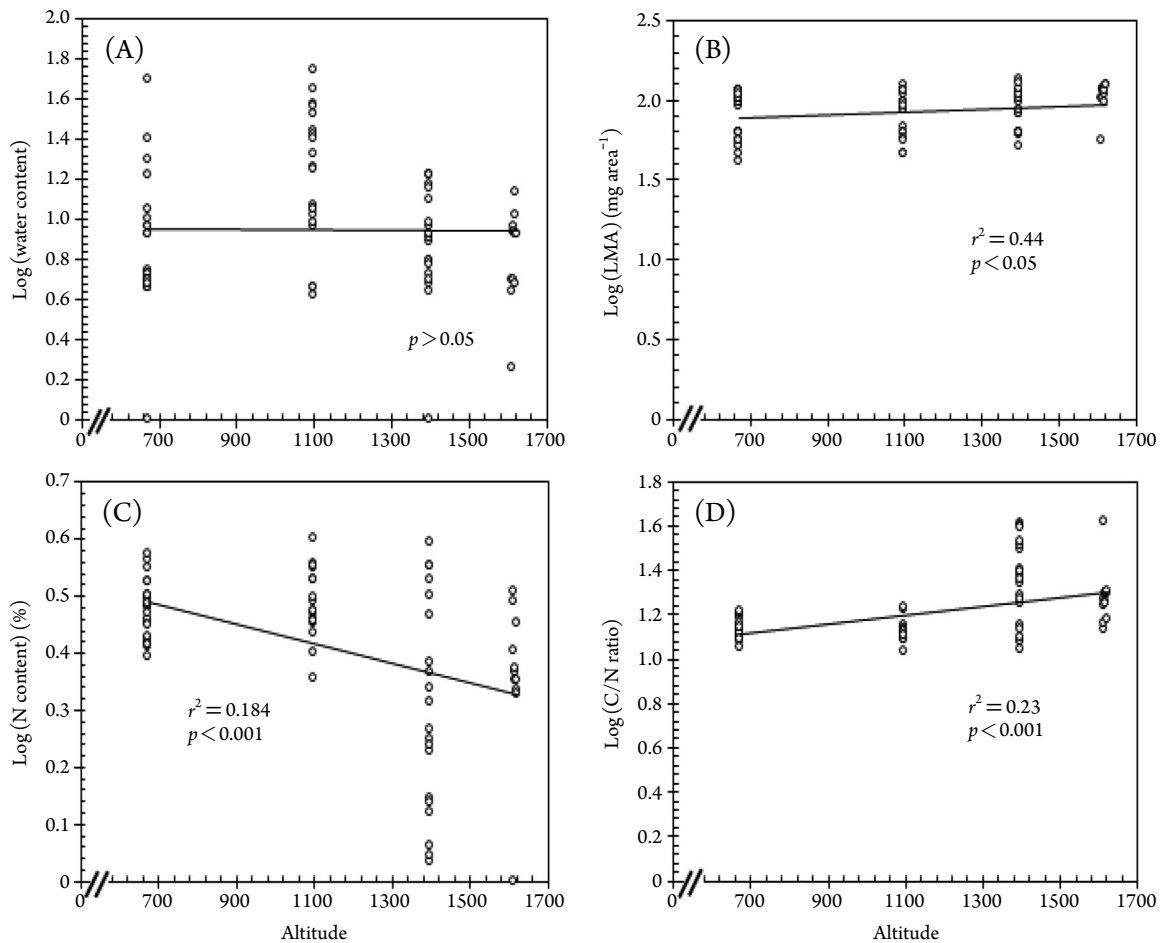 (A)
Log (water content)
2.0
1.8
1.6
1.4
1.2
1.0
0.8
0.6
0.4
0.2
0
p > 0.05
0 700 900 1100 1300 1500 1700
(B)
Log (LMA) (mg area⁻¹)
2.5
2.0
1.5
1.0
0.5
0
r² = 0.44
p < 0.05
0 700 900 1100 1300 1500 1700
(C)
Log (N content) (%)
0.7
0.6
0.5
0.4
0.3
0.2
0.1
0
r² = 0.184
p < 0.001
0 700 900 1100 1300 1500 1700
Altitude
(D)
Log (C/N ratio)
1.8
1.6
1.4
1.2
1.0
0.8
0.6
0.4
0.2
0
r² = 0.23
p < 0.001
0 700 900 1100 1300 1500 1700
Altitude